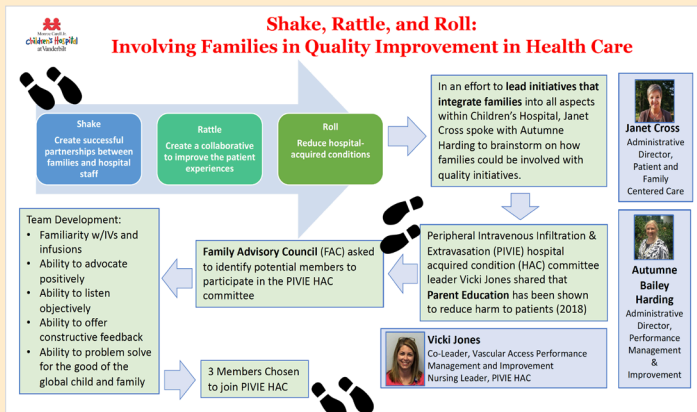 Shake, Rattle, and Roll:
Involving Families in Quality Improvement in Health Care
Monroe Carell Jr.
Children's Hospital
at Vanderbilt
Shake
Create successful
partnerships between
families and hospital
staff
Rattle
Create a collaborative
to improve the patient
experiences
Roll
Reduce hospital-
acquired conditions
In an effort to lead initiatives that
integrate families into all aspects
within Children's Hospital, Janet
Cross spoke with Autumne
Harding to brainstorm on how
families could be involved with
quality initiatives.
Janet Cross
Administrative
Director,
Patient and
Family
Centered Care
Peripheral Intravenous Infiltration &
Extravasation (PIVIE) hospital
acquired condition (HAC) committee
leader Vicki Jones shared that
Parent Education has been shown
to reduce harm to patients (2018)
Autumne
Bailey
Harding
Administrative
Director,
Performance
Management
&
Improvement
Vicki Jones
Co-Leader, Vascular Access Performance
Management and Improvement
Nursing Leader, PIVIE HAC
Family Advisory Council (FAC) asked
to identify potential members to
participate in the PIVIE HAC
committee
Team Development:
• Familiarity w/IVs and
infusions
• Ability to advocate
positively
• Ability to listen
objectively
• Ability to offer
constructive feedback
• Ability to problem solve
for the good of the
global child and family
3 Members Chosen
to join PIVIE HAC